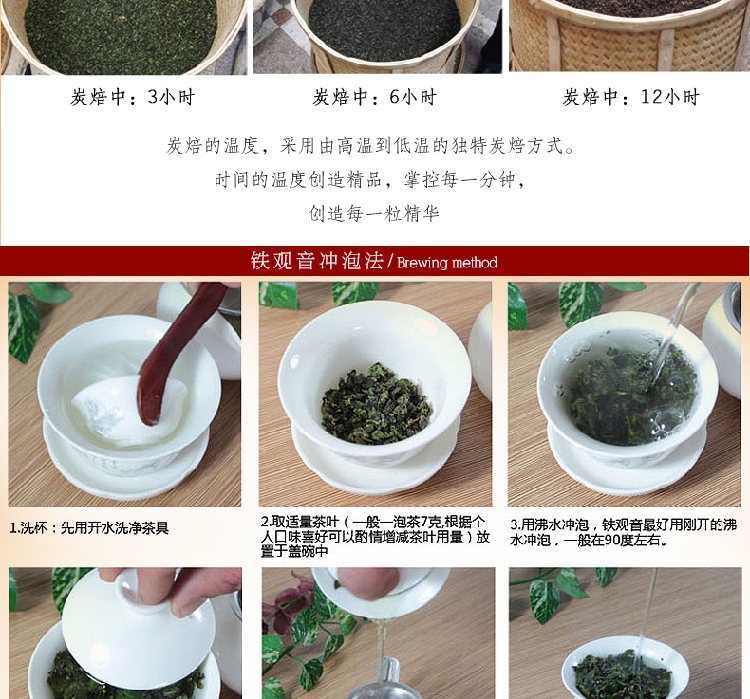 炭焙中：3小时
炭焙中：6小时
炭焙中：12小时
炭焙的温度，采用由高温到低温的独特炭焙方式。
时间的温度创造精品，掌控每一分钟，
创造每一粒精华
铁观音冲泡法/Brewing method
1.洗杯：先用开水洗净茶具
2.取适量茶叶（一般一泡茶7克,根据个
人口味喜好可以酌情增减茶叶用量）放
置于盖碗中
3.用沸水冲泡，铁观音最好用刚开的沸
水冲泡，一般在90度左右。